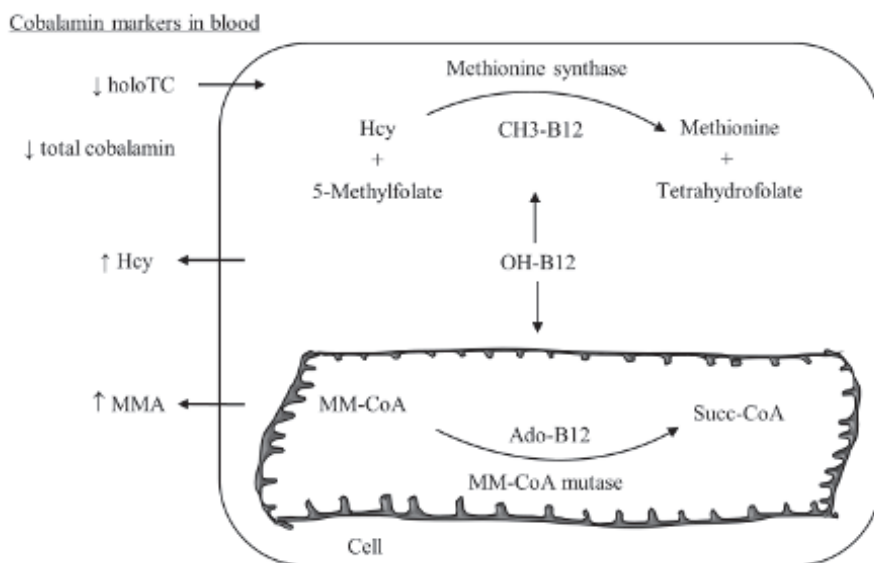 Cobalamin markers in blood
↓ holoTC
↓ total cobalamin
↑ Hcy
↑ MMA
Methionine synthase
Hcy
+
5-Methylfolate
CH3-B12
Methionine
+
Tetrahydrofolate
OH-B12
MM-CoA
Ado-B12
Succ-CoA
MM-CoA mutase
Cell